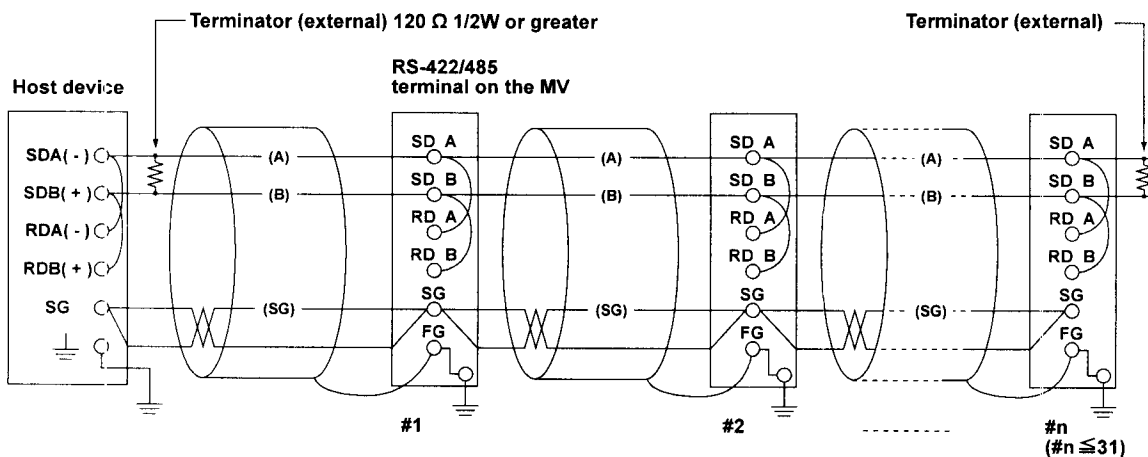 Terminator (external) 120 Ω 1/2W or greater
Terminator (external)
Host device
RS-422/485
terminal on the MV
SDA( - )
SDB( + )
RDA( - )
RDB( + )
SG
(A)
(B)
(SG)
SD A
SD B
RD A
RD B
SG
FG
#1
(A)
(B)
(SG)
SD A
SD B
RD A
RD B
SG
FG
#2
(A)
(B)
(SG)
SD A
SD B
RD A
RD B
SG
FG
#n
(#n ≦31)